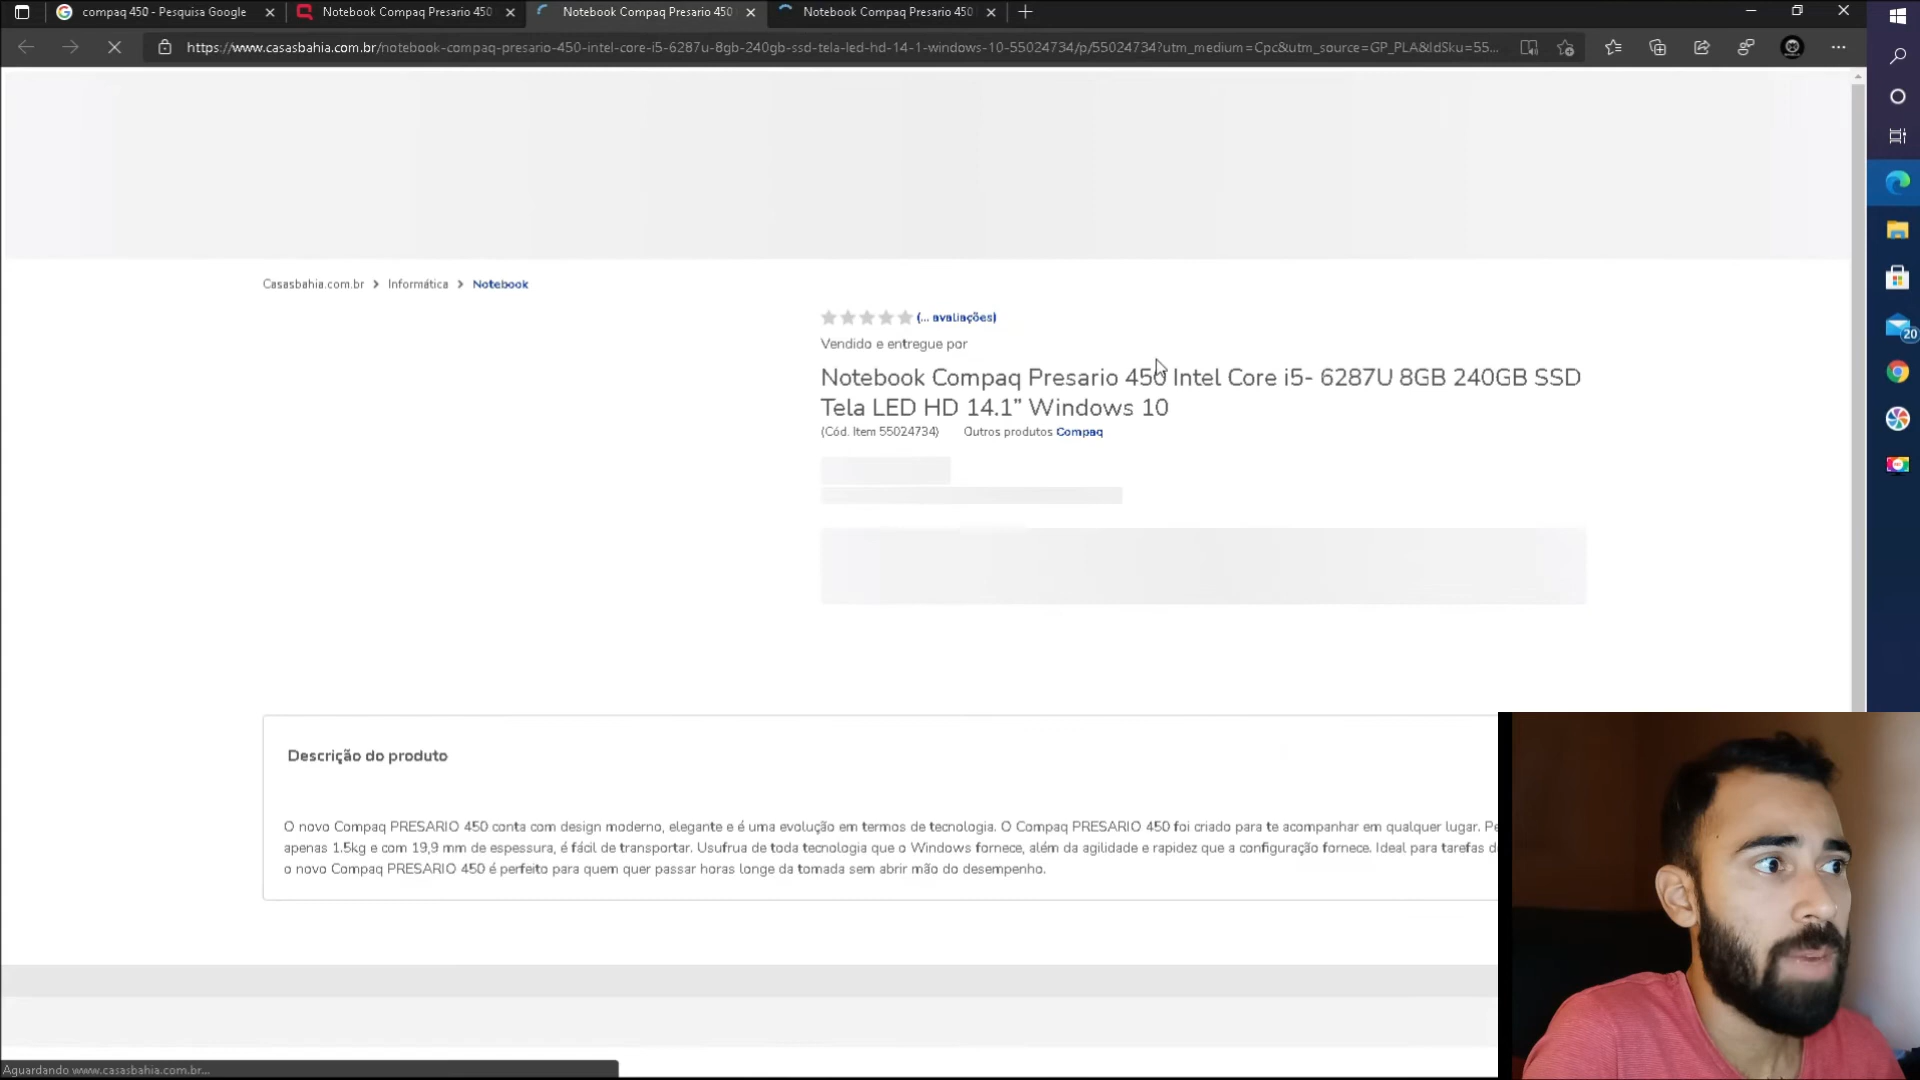 compaq 450 - Pesquisa Google
Notebook Compaq Presario 450
Notebook Compaq Presario 450
Notebook Compaq Presario 450
https://www.casasbahia.com.br/notebook-compaq-presario-450-intel-core-i5-6287u-8gb-240gb-ssd-tela-led-hd-14-1-windows-10-55024734/p/55024734?utm_medium=Cpc&utm_source=GP_PLA&IdSku=55...
Casasbahia.com.br > Informática > Notebook
(... avaliações)
Vendido e entregue por
Notebook Compaq Presario 450 Intel Core i5- 6287U 8GB 240GB SSD
Tela LED HD 14.1” Windows 10
(Cód. Item 55024734) Outros produtos Compaq
20
Descrição do produto
O novo Compaq PRESARIO 450 conta com design moderno, elegante e é uma evolução em termos de tecnologia. O Compaq PRESARIO 450 foi criado para te acompanhar em qualquer lugar. Pe
apenas 1.5kg e com 19,9 mm de espessura, é fácil de transportar. Usufrua de toda tecnologia que o Windows fornece, além da agilidade e rapidez que a configuração fornece. Ideal para tarefas d
o novo Compaq PRESARIO 450 é perfeito para quem quer passar horas longe da tomada sem abrir mão do desempenho.
Aguardando www.casasbahia.com.br...